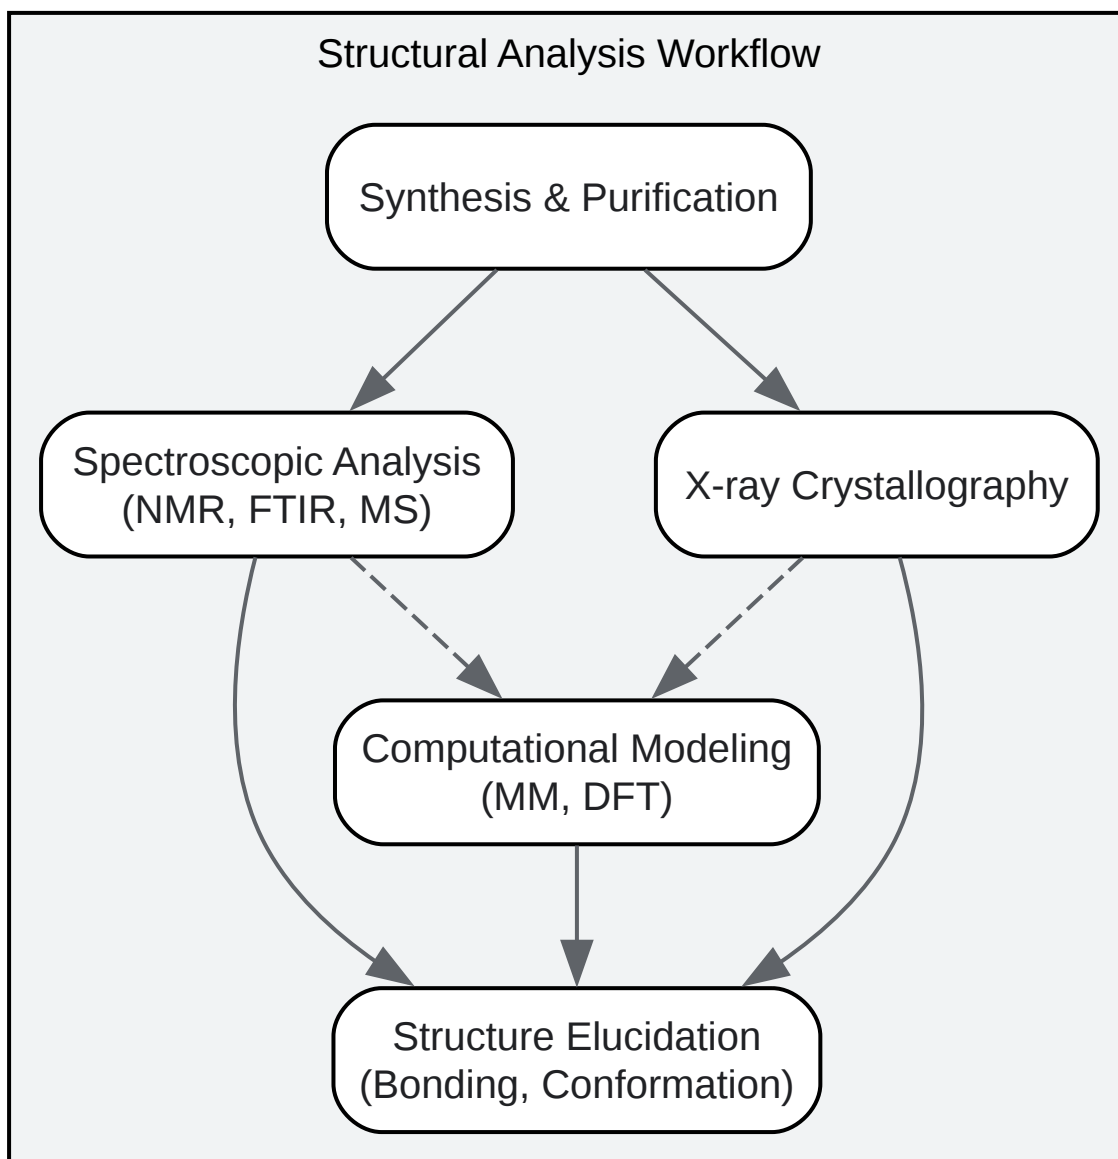 Structural Analysis Workflow
Synthesis & Purification
Spectroscopic Analysis
(NMR, FTIR, MS)
X-ray Crystallography
Computational Modeling
(MM, DFT)
Structure Elucidation
(Bonding, Conformation)